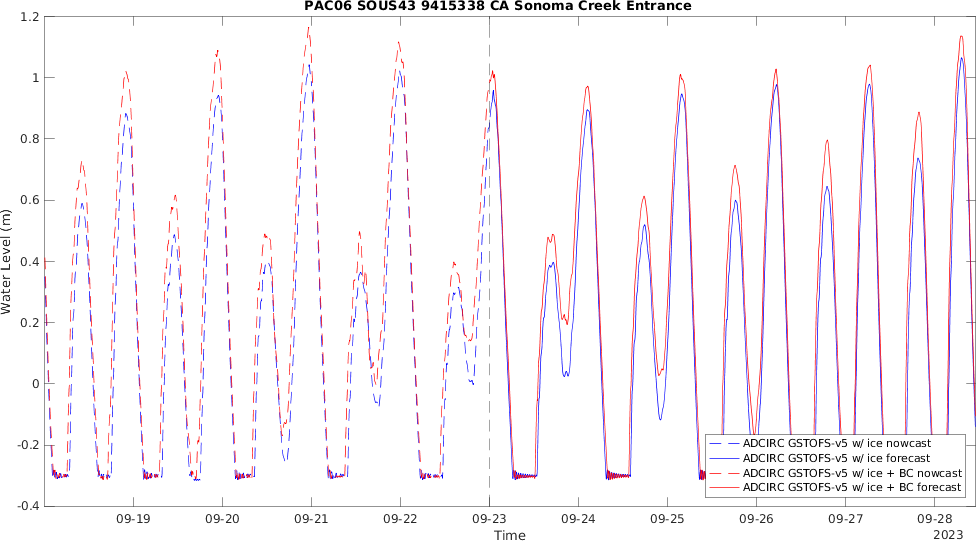 PAC06 SOUS43 9415338 CA Sonoma Creek Entrance
1.2
1
0.8
0.6
0.4
0.2
0
-0.2
-0.4
Water Level (m)
ADCIRC GSTOFS-v5 w/ ice nowcast
ADCIRC GSTOFS-v5 w/ ice forecast
ADCIRC GSTOFS-v5 w/ ice + BC nowcast
ADCIRC GSTOFS-v5 w/ ice + BC forecast
09-19 09-20 09-21 09-22 09-23 09-24 09-25 09-26 09-27 09-28
2023
Time